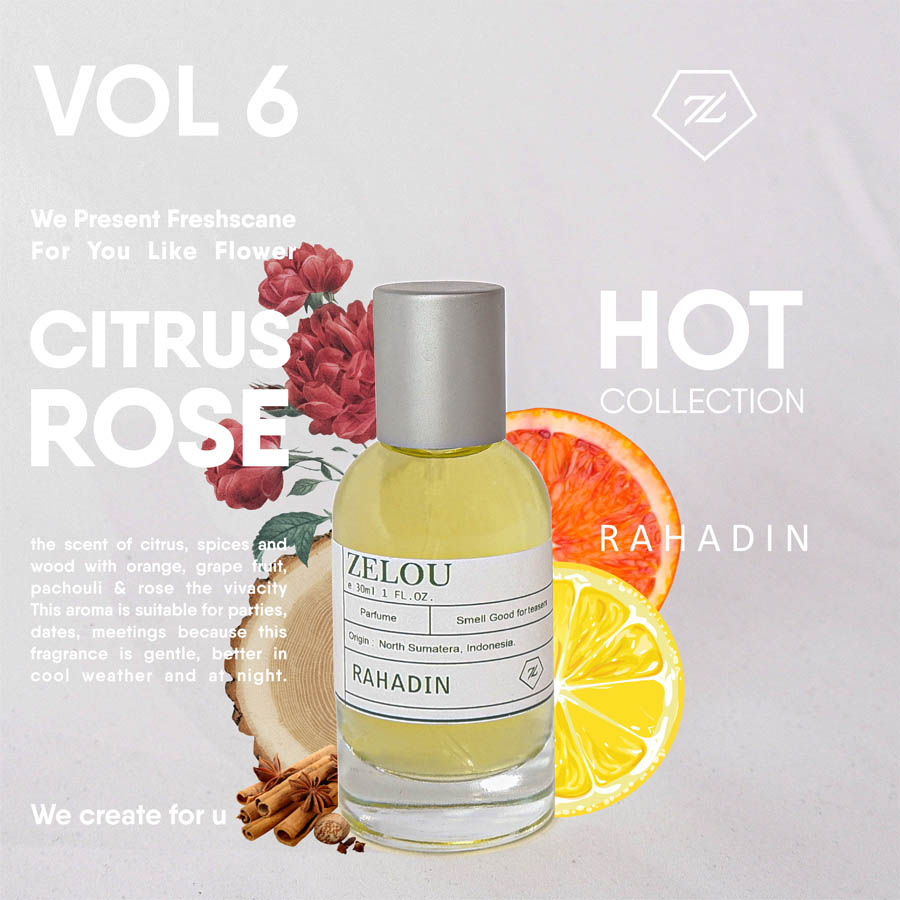 VOL 6
We Present Freshscane
For You Like Flower
CITRUS
ROSE
the scent of citrus, spices and
wood with orange, grape fruit,
pachouli & rose the vivacity
This aroma is suitable for parties,
dates, meetings because this
fragrance is gentle, better in
cool weather and at night.
We create for u
HOT
COLLECTION
RAHADIN
ZELOU
e 30ml 1 FL.OZ.
Parfume
Smell Good for teasers
Origin : North Sumatera, Indonesia.
RAHADIN